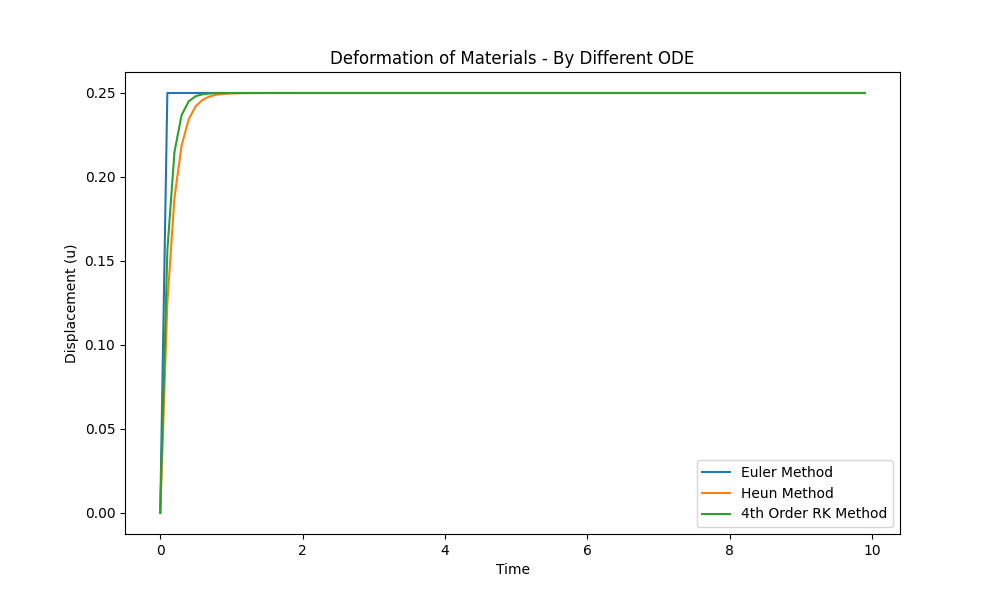 Deformation of Materials - By Different ODE
0.25
0.20
0.15
0.10
0.05
0.00
Displacement (u)
0 2 4 6 8 10
Time
Euler Method
Heun Method
4th Order RK Method